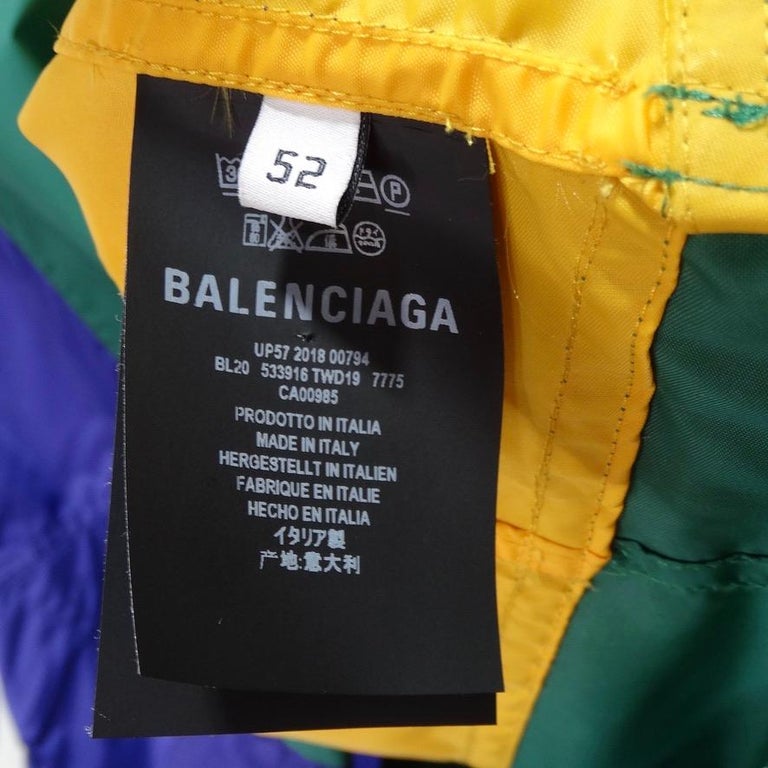 52
P
BALENCIAGA
UP57 2018 00794
BL20 533916 TWD19 7775
CA00985
PRODOTTO IN ITALIA
MADE IN ITALY
HERGESTELLT IN ITALIEN
FABRIQUE EN ITALIE
HECHO EN ITALIA
イタリア製
产地:意大利